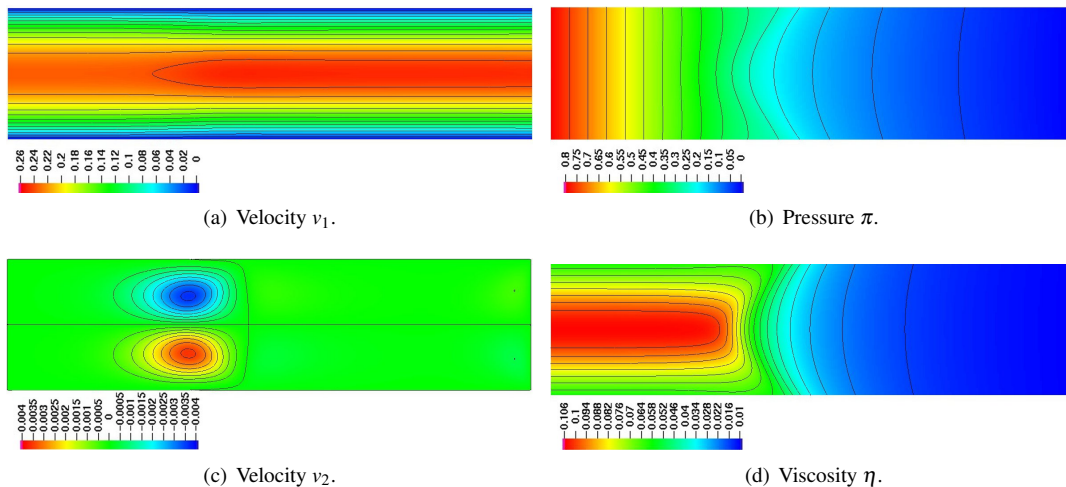 0.26 0.24 0.22 0.2 0.18 0.16 0.14 0.12 0.1 0.08 0.06 0.04 0.02 0
0.8 0.75 0.7 0.65 0.6 0.55 0.5 0.45 0.4 0.35 0.3 0.25 0.2 0.15 0.1 0.05 0
(a) Velocity v₁.
(b) Pressure π.
0.004 0.0035 0.003 0.0025 0.002 0.0015 0.001 0.0005 0 −0.0005 −0.001 −0.0015 −0.002 −0.0025 −0.003 −0.0035 −0.004
0.106 0.1 0.094 0.088 0.082 0.076 0.07 0.064 0.058 0.052 0.046 0.04 0.034 0.028 0.022 0.016 0.01
(c) Velocity v₂.
(d) Viscosity η.